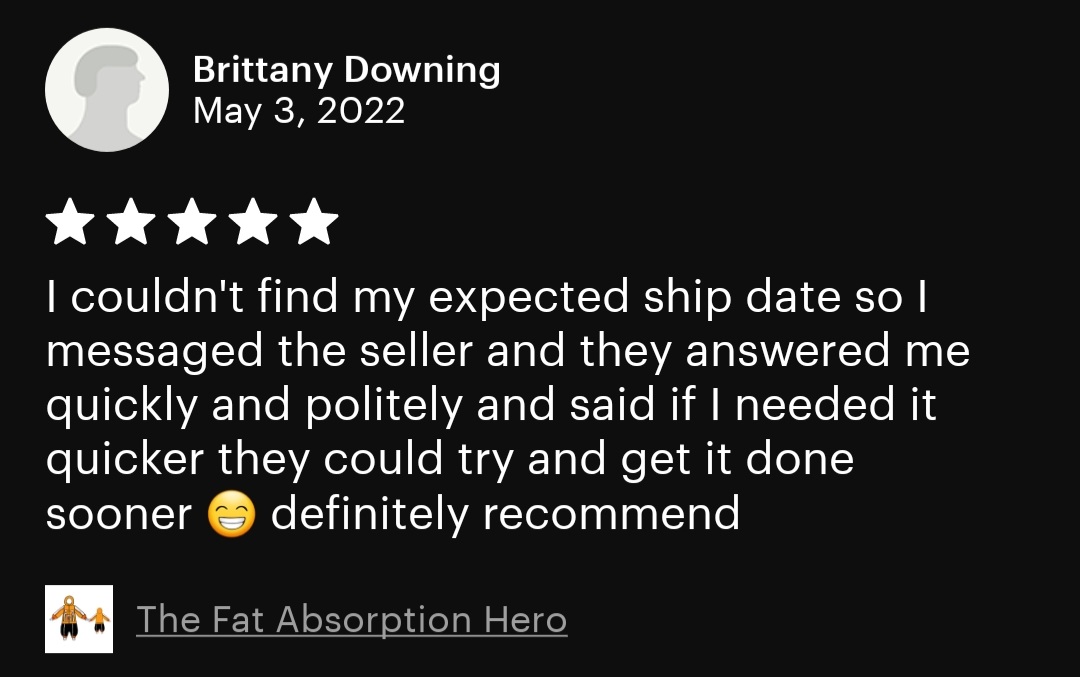 Brittany Downing
May 3, 2022
I couldn't find my expected ship date so I
messaged the seller and they answered me
quickly and politely and said if I needed it
quicker they could try and get it done
sooner 😁 definitely recommend
The Fat Absorption Hero